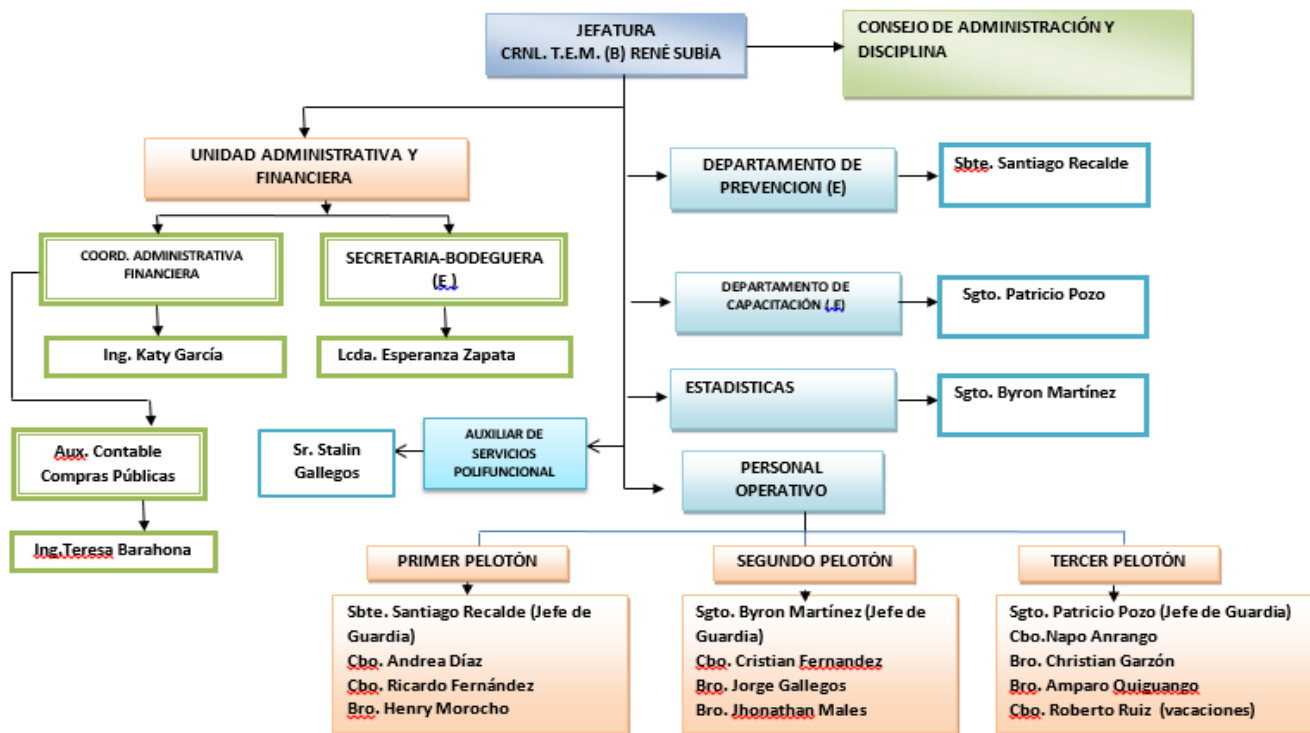 JEFATURA
CRNL. T.E.M. (B) RENÉ SUBÍA
CONSEJO DE ADMINISTRACIÓN Y
DISCIPLINA
UNIDAD ADMINISTRATIVA Y
FINANCIERA
DEPARTAMENTO DE
PREVENCION (E)
Sbte. Santiago Recalde
COORD. ADMINISTRATIVA
FINANCIERA
SECRETARIA-BODEGUERA
(E )
DEPARTAMENTO DE
CAPACITACIÓN ( E)
Sgto. Patricio Pozo
Ing. Katy García
Lcda. Esperanza Zapata
ESTADISTICAS
Sgto. Byron Martínez
Aux. Contable
Compras Públicas
Sr. Stalin
Gallegos
AUXILIAR DE
SERVICIOS
POLIFUNCIONAL
PERSONAL
OPERATIVO
Ing.Teresa Barahona
PRIMER PELOTÓN
SEGUNDO PELOTÓN
TERCER PELOTÓN
Sbte. Santiago Recalde (Jefe de
Guardia)
Cbo. Andrea Díaz
Cbo. Ricardo Fernández
Bro. Henry Morocho
Sgto. Byron Martínez (Jefe de
Guardia)
Cbo. Cristian Fernandez
Bro. Jorge Gallegos
Bro. Jhonathan Males
Sgto. Patricio Pozo (Jefe de Guardia)
Cbo.Napo Anrango
Bro. Christian Garzón
Bro. Amparo Quiguango
Cbo. Roberto Ruiz (vacaciones)